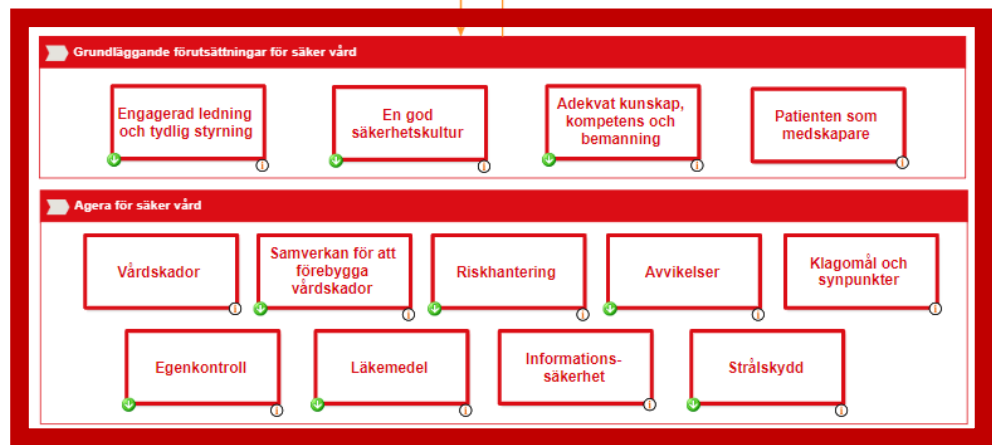 Grundläggande förutsättningar för säker vård
Engagerad ledning
och tydlig styrning
En god
säkerhetskultur
Adekvat kunskap,
kompetens och
bemanning
Patienten som
medskapare
Agera för säker vård
Vårdskador
Samverkan för att
förebygga
vårdskador
Riskhantering
Avvikelser
Klagomål och
synpunkter
Egenkontroll
Läkemedel
Informations-
säkerhet
Strålskydd